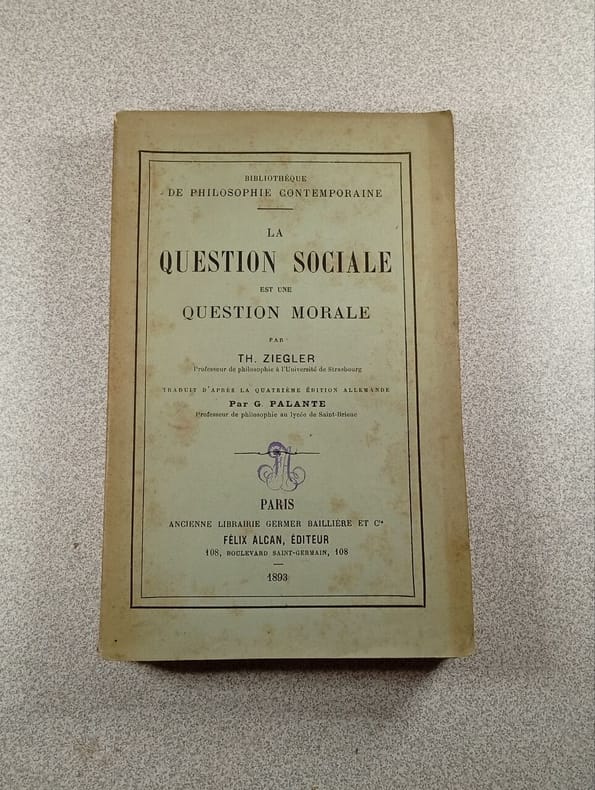 BIBLIOTHÈQUE
DE PHILOSOPHIE CONTEMPORAINE
LA
QUESTION SOCIALE
EST UNE
QUESTION MORALE
PAR
TH. ZIEGLER
Professeur de philosophie à l'Université de Strasbourg
TRADUIT D'APRÈS LA QUATRIÈME ÉDITION ALLEMANDE
Par G. PALANTE
Professeur de philosophie au lycée de Saint-Brieuc
PARIS
ANCIENNE LIBRAIRIE GERMER BAILLIÈRE ET Cie
FÉLIX ALCAN, ÉDITEUR
108, BOULEVARD SAINT-GERMAIN, 108
1893